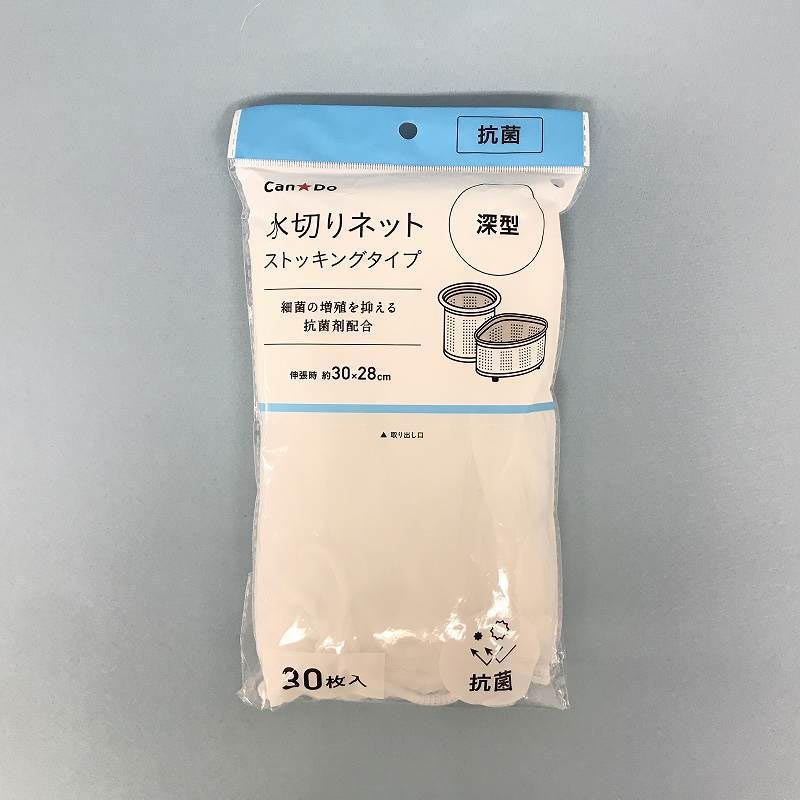 抗菌
Can★Do
水切りネット
ストッキングタイプ
深型
細菌の増殖を抑える
抗菌剤配合
伸張時 約30×28cm
▲ 取り出し口
30枚入
抗菌